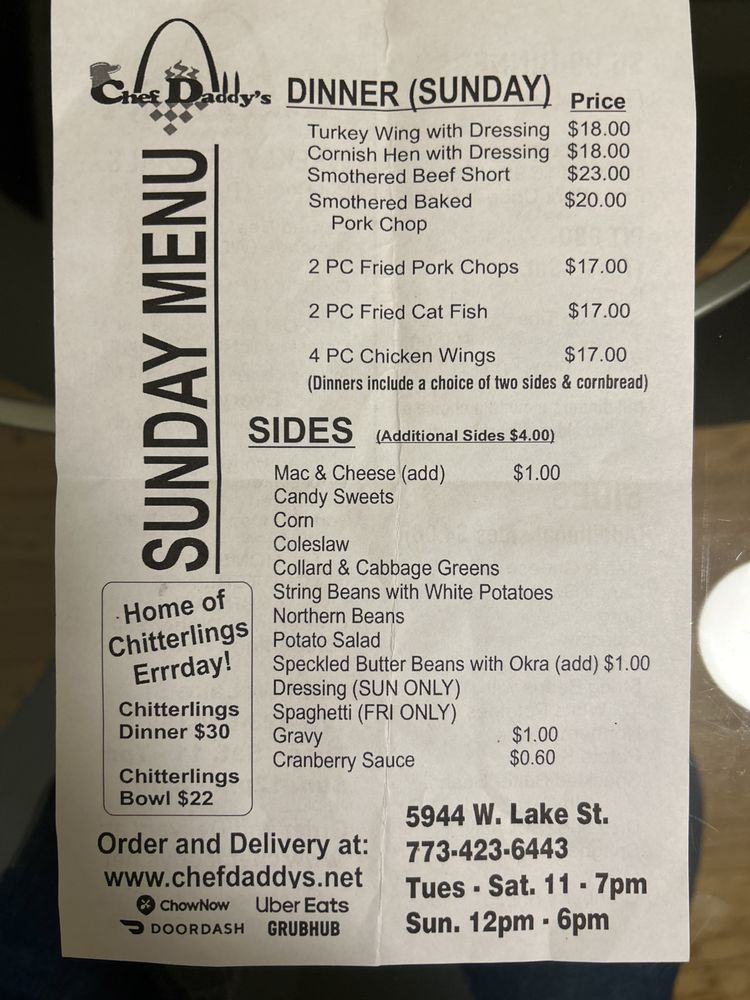 Chef Daddy's
DINNER (SUNDAY) Price
Turkey Wing with Dressing $18.00
Cornish Hen with Dressing $18.00
Smothered Beef Short $23.00
Smothered Baked $20.00
Pork Chop
2 PC Fried Pork Chops $17.00
2 PC Fried Cat Fish $17.00
4 PC Chicken Wings $17.00
(Dinners include a choice of two sides & cornbread)
SUNDAY MENU
SIDES (Additional Sides $4.00)
Mac & Cheese (add) $1.00
Candy Sweets
Corn
Coleslaw
Collard & Cabbage Greens
String Beans with White Potatoes
Northern Beans
Potato Salad
Speckled Butter Beans with Okra (add) $1.00
Dressing (SUN ONLY)
Spaghetti (FRI ONLY)
Gravy $1.00
Cranberry Sauce $0.60
Home of
Chitterlings
Errrday!
Chitterlings
Dinner $30
Chitterlings
Bowl $22
Order and Delivery at:
www.chefdaddys.net
ChowNow Uber Eats
DOORDASH GRUBHUB
5944 W. Lake St.
773-423-6443
Tues - Sat. 11 - 7pm
Sun. 12pm - 6pm